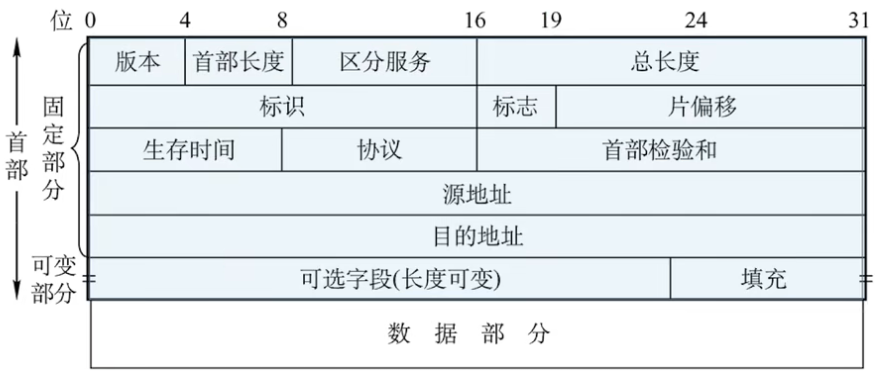 位 0 4 8 16 19 24 31
版本 首部长度 区分服务 总长度
标识 标志 片偏移
生存时间 协议 首部检验和
源地址
目的地址
可选字段(长度可变) 填充
数据部分
首部
固定部分
可变
部分